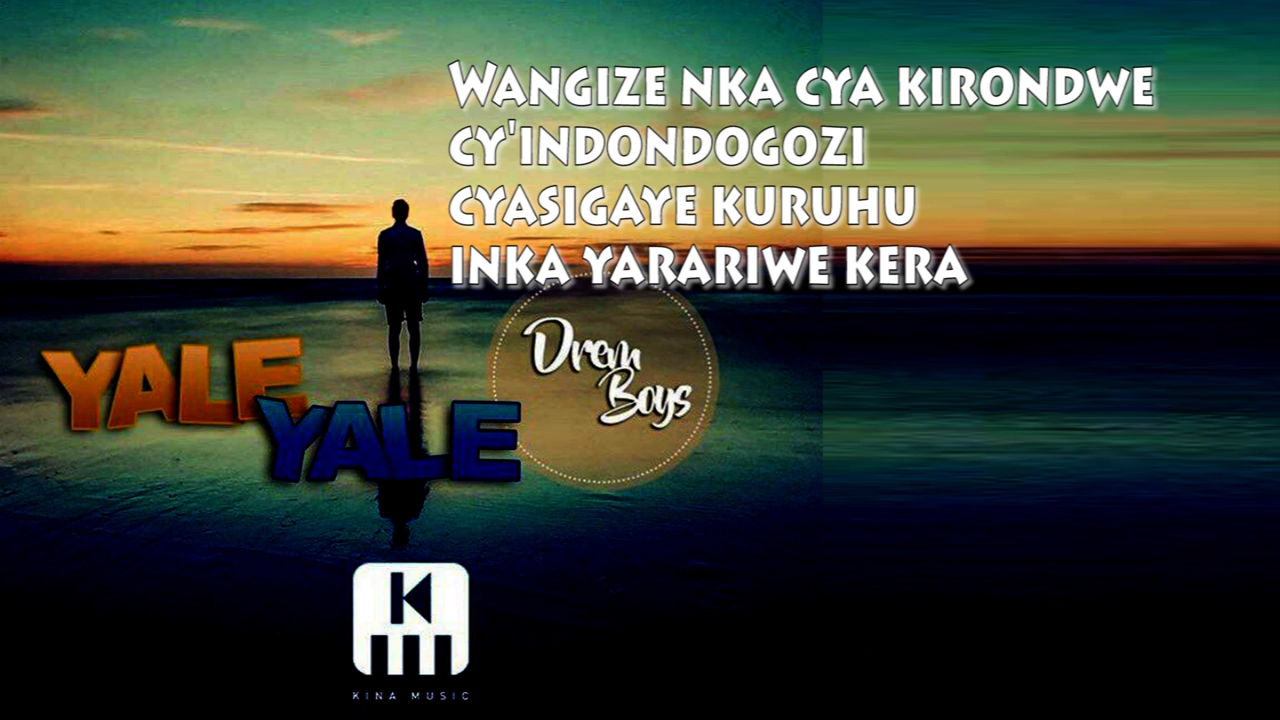 WANGIZE NKA CYA KIRONDWE
CY'INDONDOGOZI
CYASIGAYE KURUHU
INKA YARARIWE KERA
Drem
Boys
YALE
YALE
K
KINA MUSIC